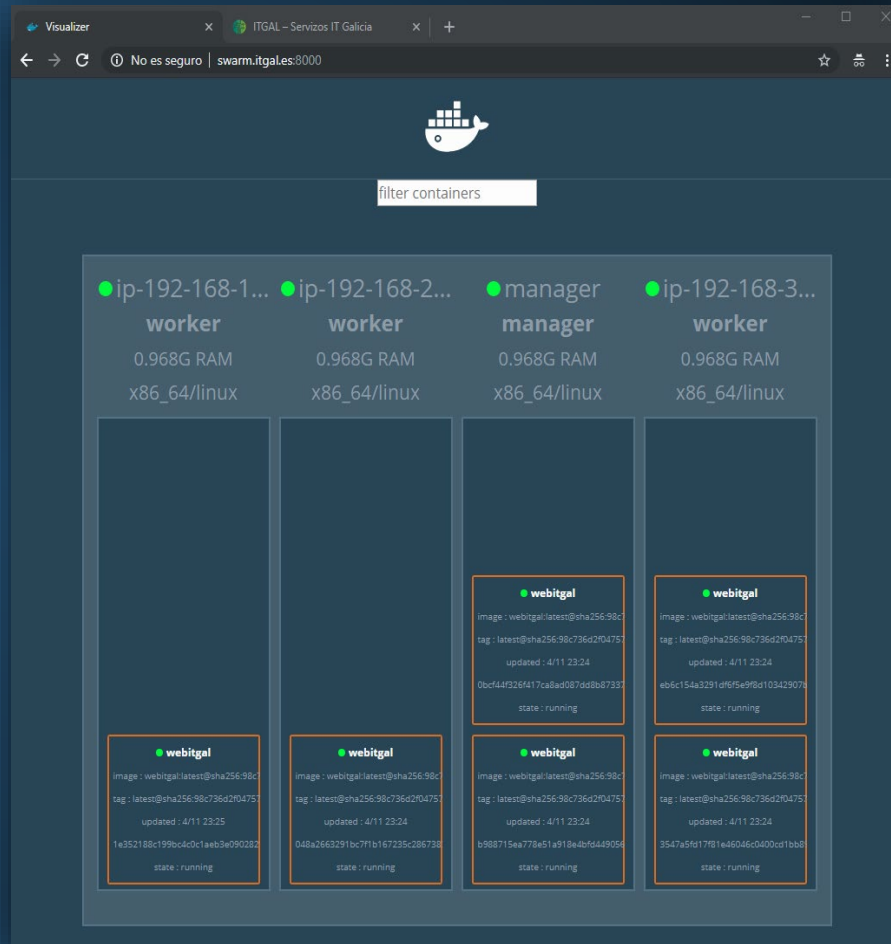 Visualizer
ITGAL – Servizos IT Galicia
No es seguro | swarm.itgal.es:8000
filter containers
ip-192-168-1...
worker
0.968G RAM
x86_64/linux
webitgal
image : webitgal:latest@sha256:98c7
tag : latest@sha256:98c736d2f04757
updated : 4/11 23:25
1e352188c199bc4c0c1aeb3e090282
state : running
ip-192-168-2...
worker
0.968G RAM
x86_64/linux
webitgal
image : webitgal:latest@sha256:98c7
tag : latest@sha256:98c736d2f04757
updated : 4/11 23:24
048a2663291bc7f1b167235c286738
state : running
manager
manager
0.968G RAM
x86_64/linux
webitgal
image : webitgal:latest@sha256:98c7
tag : latest@sha256:98c736d2f04757
updated : 4/11 23:24
0bcf44f326f417ca8ad087dd8b87337
state : running
webitgal
image : webitgal:latest@sha256:98c7
tag : latest@sha256:98c736d2f04757
updated : 4/11 23:24
b988715ea778e51a918e4bfd449056
state : running
ip-192-168-3...
worker
0.968G RAM
x86_64/linux
webitgal
image : webitgal:latest@sha256:98c7
tag : latest@sha256:98c736d2f04757
updated : 4/11 23:24
eb6c154a3291df6f5e9f8d10342907b
state : running
webitgal
image : webitgal:latest@sha256:98c7
tag : latest@sha256:98c736d2f04757
updated : 4/11 23:24
3547a5fd17f81e46046c0400cd1bb8
state : running